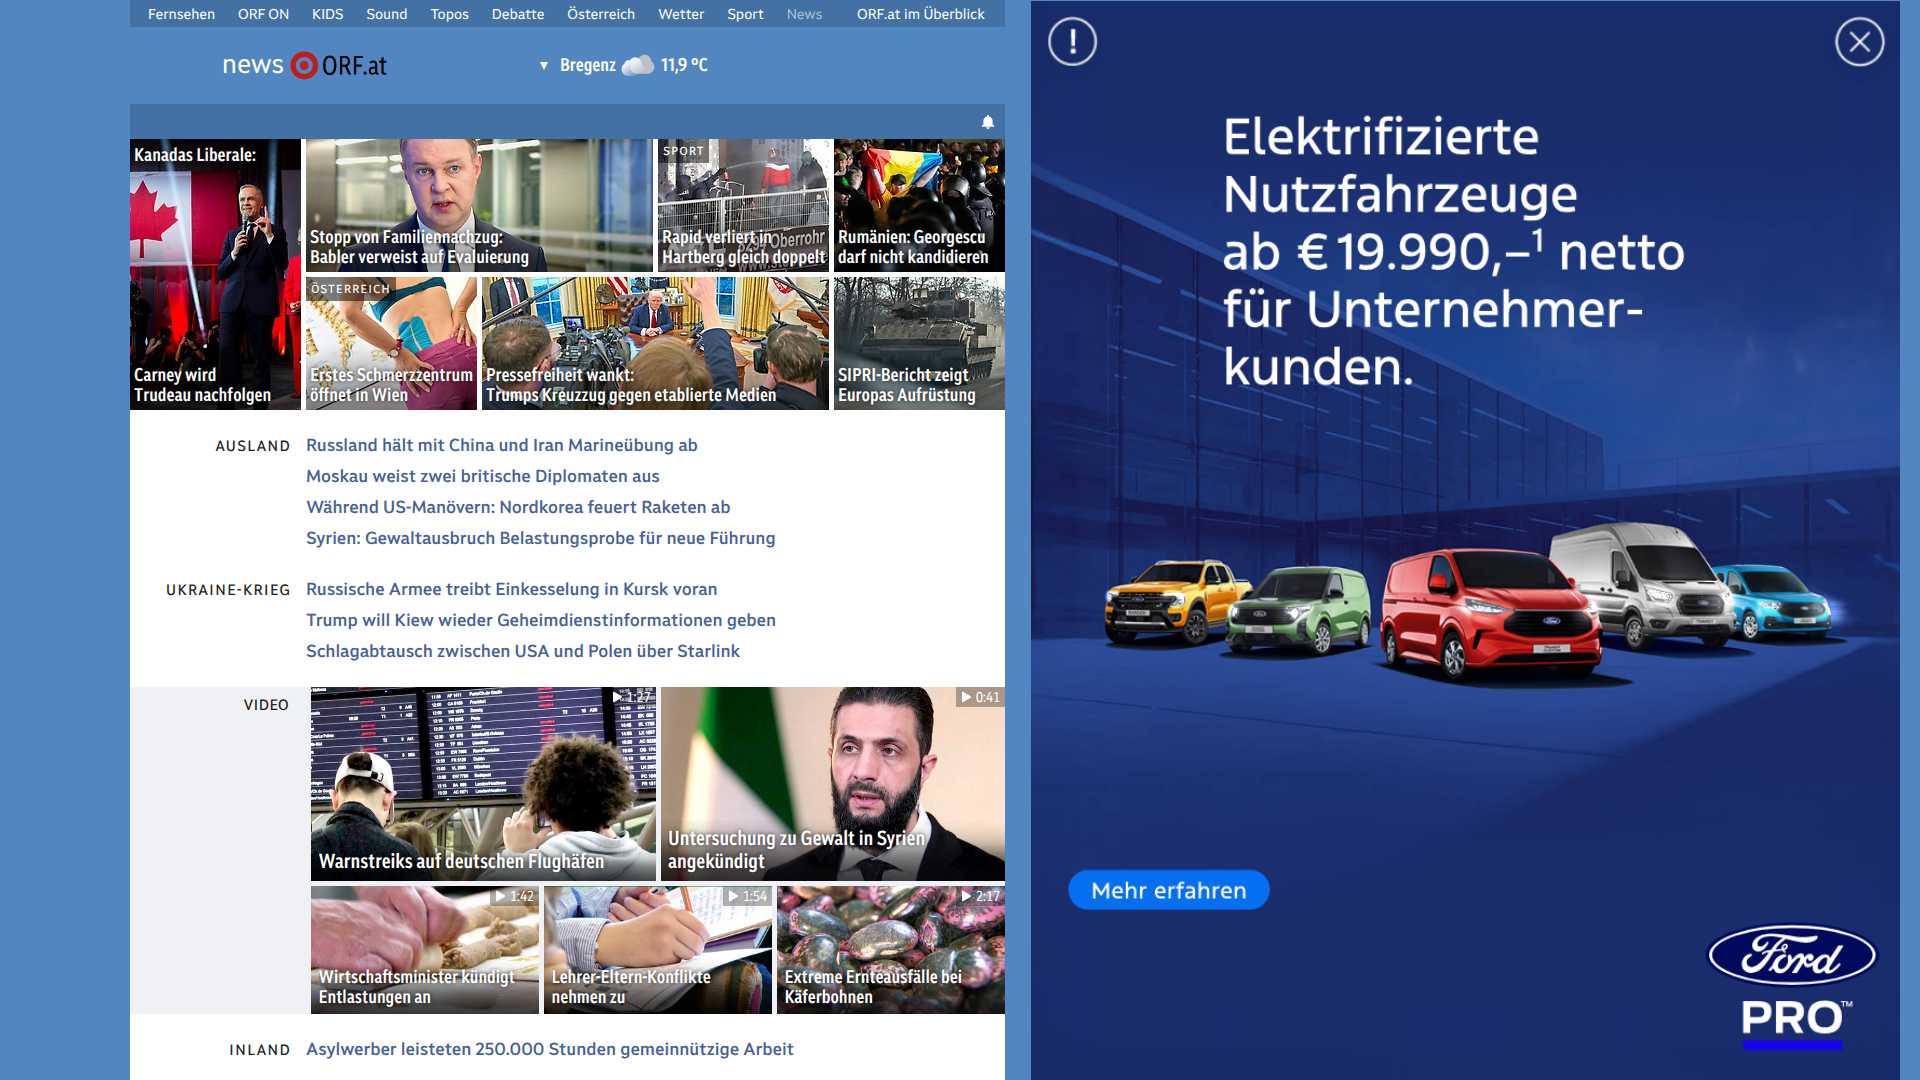 Fernsehen ORF ON KIDS Sound Topos Debatte Österreich Wetter Sport News ORF.at im Überblick
news ORF.at
Bregenz 11,9 °C
Kanadas Liberale:
Carney wird
Trudeau nachfolgen
Stopp von Familiennachzug:
Babler verweist auf Evaluierung
SPORT
Rapid verliert in
Hartberg gleich doppelt
Rumänien: Georgescu
darf nicht kandidieren
ÖSTERREICH
Erstes Schmerzzentrum
öffnet in Wien
Pressefreiheit wankt:
Trumps Kreuzzug gegen etablierte Medien
SIPRI-Bericht zeigt
Europas Aufrüstung
AUSLAND
Russland hält mit China und Iran Marineübung ab
Moskau weist zwei britische Diplomaten aus
Während US-Manövern: Nordkorea feuert Raketen ab
Syrien: Gewaltausbruch Belastungsprobe für neue Führung
UKRAINE-KRIEG
Russische Armee treibt Einkesselung in Kursk voran
Trump will Kiew wieder Geheimdienstinformationen geben
Schlagabtausch zwischen USA und Polen über Starlink
VIDEO
1:27
Warnstreiks auf deutschen Flughäfen
0:41
Untersuchung zu Gewalt in Syrien
angekündigt
1:42
Wirtschaftsminister kündigt
Entlastungen an
1:54
Lehrer-Eltern-Konflikte
nehmen zu
2:17
Extreme Ernteausfälle bei
Käferbohnen
INLAND
Asylwerber leisteten 250.000 Stunden gemeinnützige Arbeit
Elektrifizierte
Nutzfahrzeuge
ab € 19.990,–¹ netto
für Unternehmer-
kunden.
Mehr erfahren
Ford
PRO™